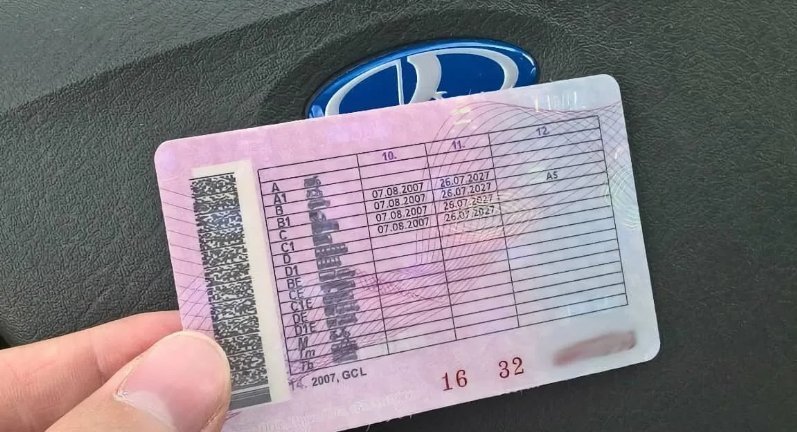 10. 11. 12.
A
A1
B 07.08.2007 26.07.2027
B1 07.08.2007 26.07.2027 AS
C 07.08.2007 26.07.2027
C1 07.08.2007 26.07.2027
D
D1
BE
CE
C1E
DE
D1E
M
Tm
Tb
14. 2007, GCL
16 32